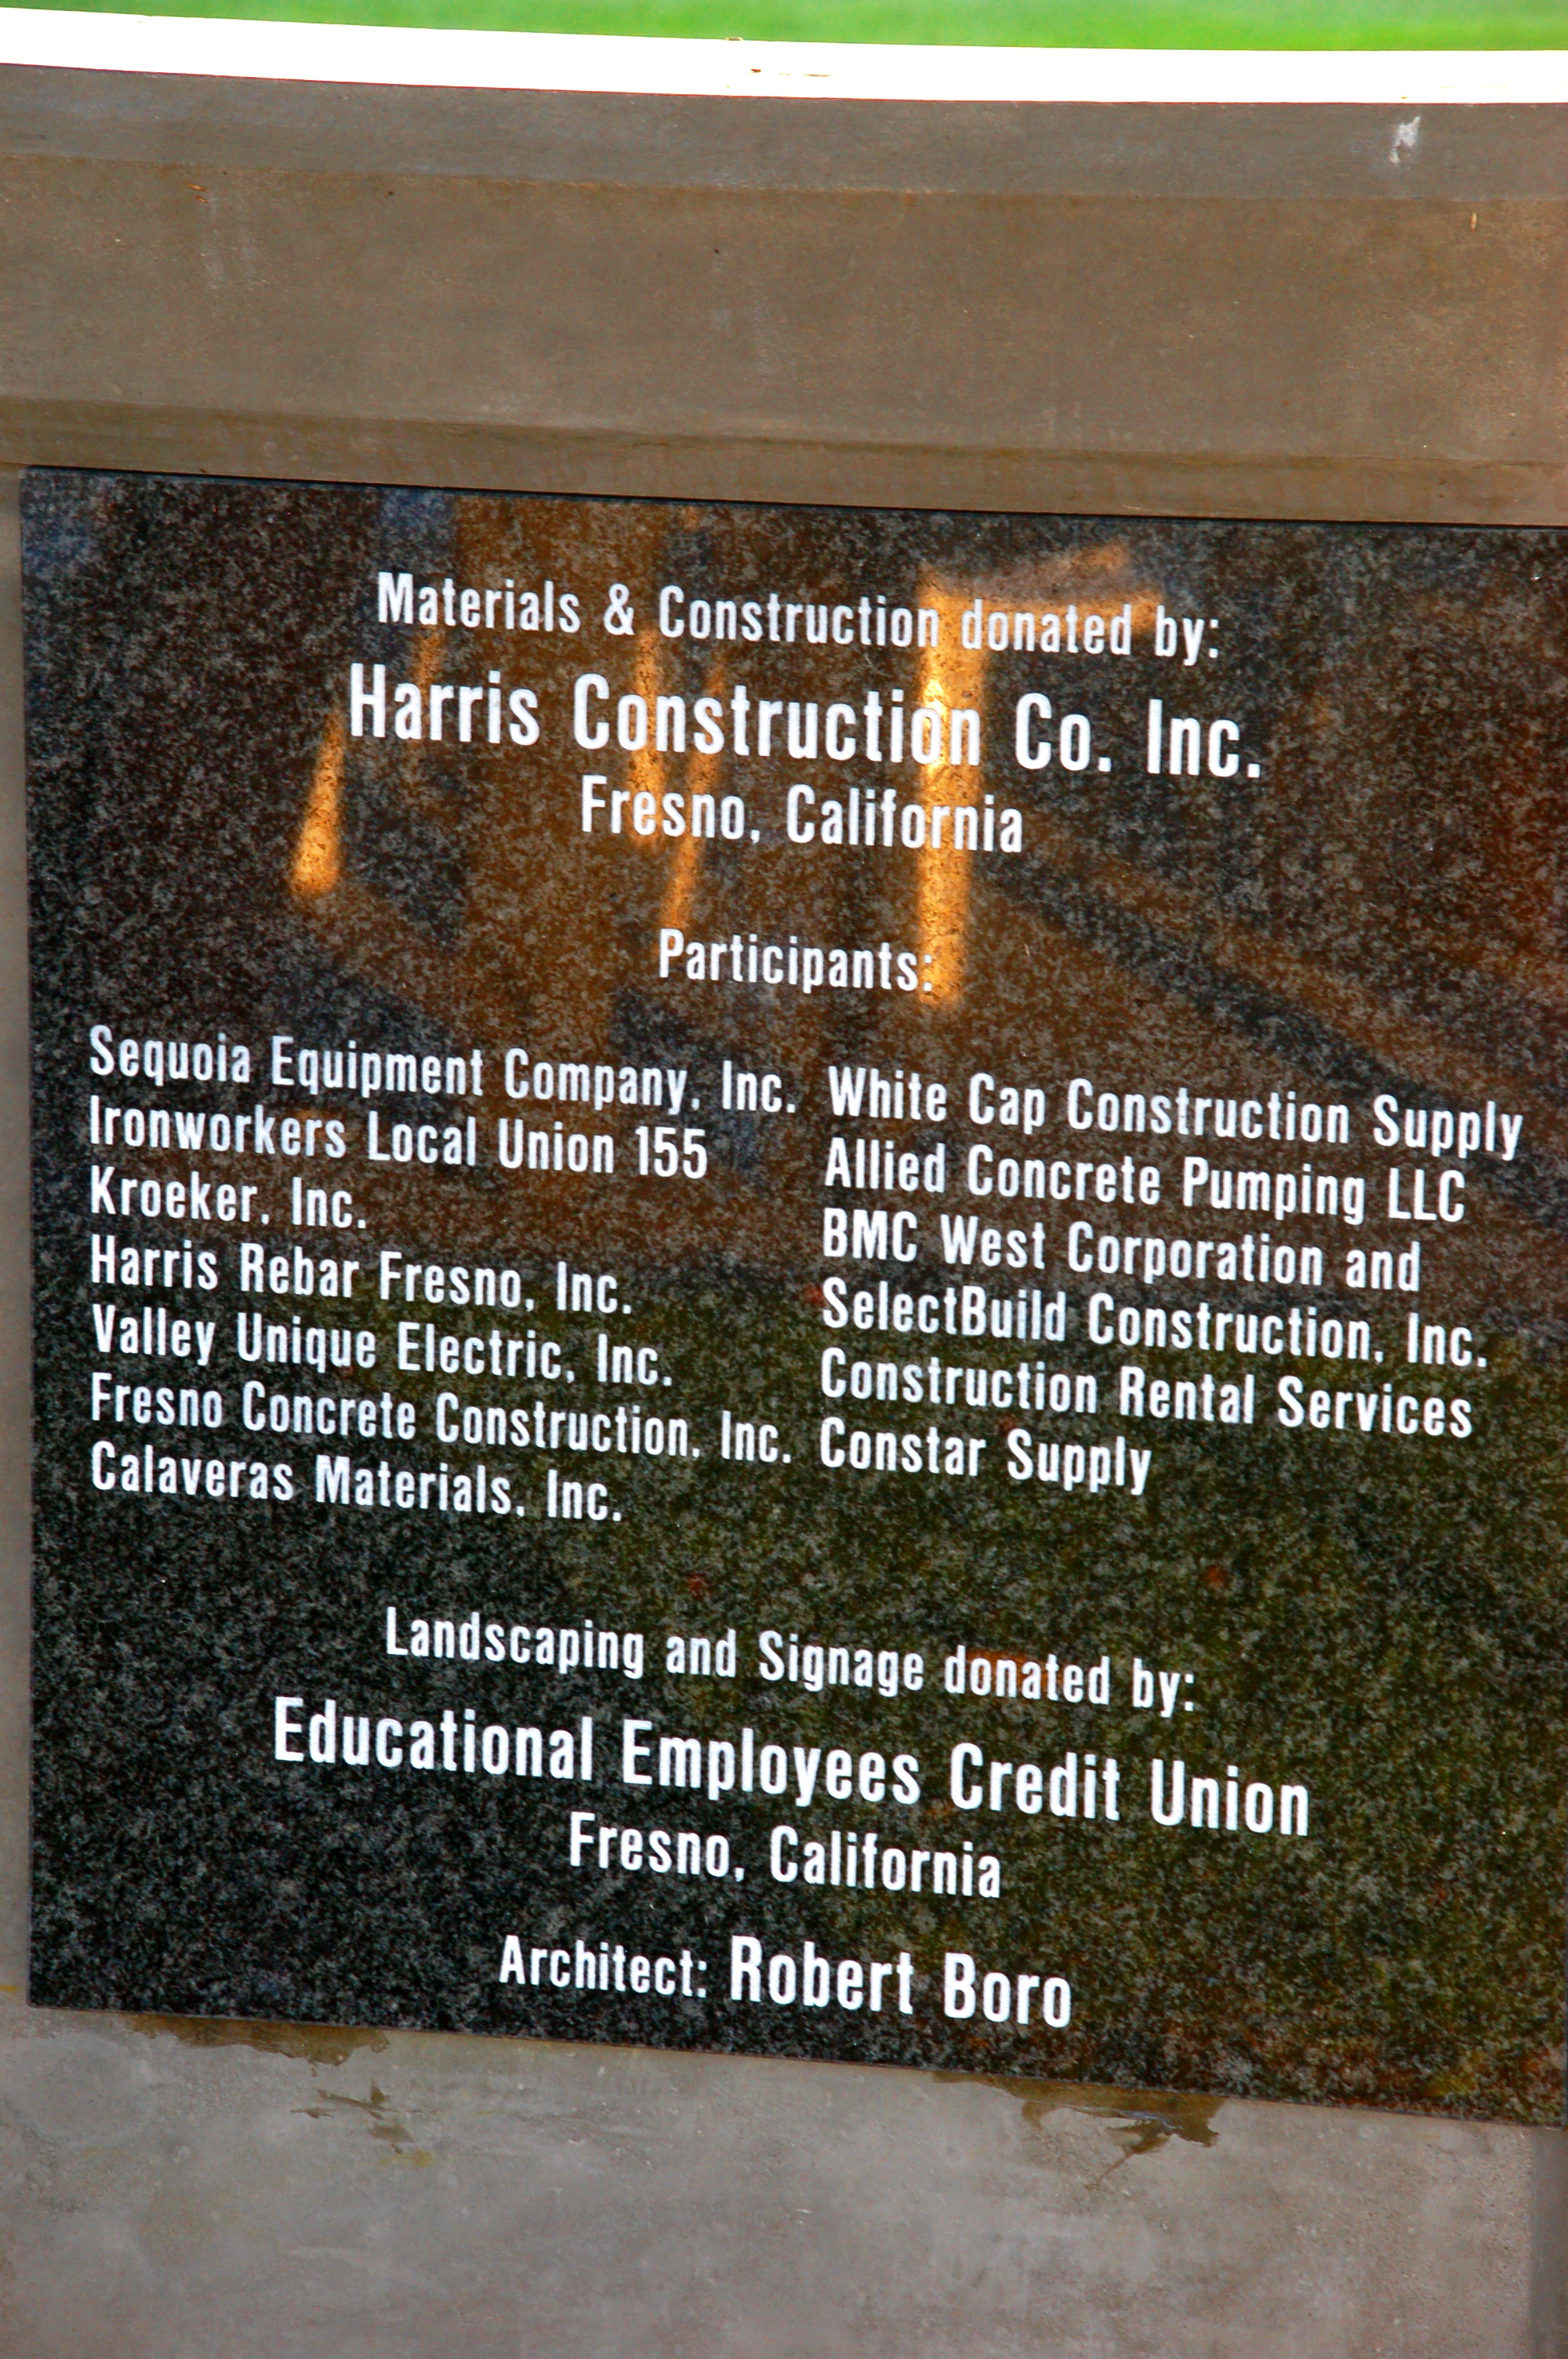 Materials & Construction donated by:
Harris Construction Co. Inc.
Fresno, California
Participants:
Sequoia Equipment Company, Inc.
Ironworkers Local Union 155
Kroeker, Inc.
Harris Rebar Fresno, Inc.
Valley Unique Electric, Inc.
Fresno Concrete Construction, Inc.
Calaveras Materials, Inc.
White Cap Construction Supply
Allied Concrete Pumping LLC
BMC West Corporation and
SelectBuild Construction, Inc.
Construction Rental Services
Constar Supply
Landscaping and Signage donated by:
Educational Employees Credit Union
Fresno, California
Architect: Robert Boro